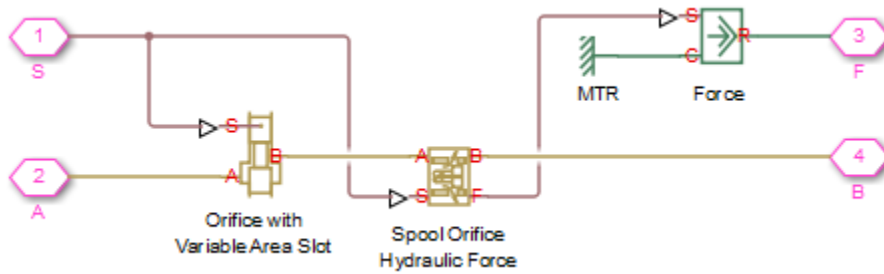 1
S
S
C
R
3
F
MTR
Force
S
2
A
A
B
A
B
S
F
4
B
Orifice with
Variable Area Slot
Spool Orifice
Hydraulic Force